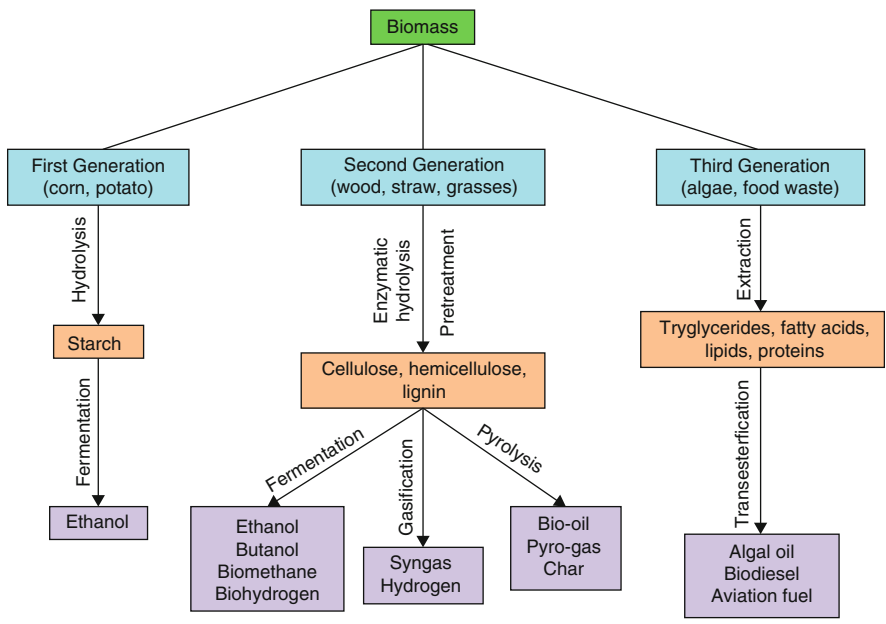 Biomass
First Generation
(corn, potato)
Second Generation
(wood, straw, grasses)
Third Generation
(algae, food waste)
Hydrolysis
Enzymatic
hydrolysis
Pretreatment
Extraction
Starch
Cellulose, hemicellulose,
lignin
Tryglycerides, fatty acids,
lipids, proteins
Fermentation
Fermentation
Gasification
Pyrolysis
Transesterfication
Ethanol
Ethanol
Butanol
Biomethane
Biohydrogen
Syngas
Hydrogen
Bio-oil
Pyro-gas
Char
Algal oil
Biodiesel
Aviation fuel